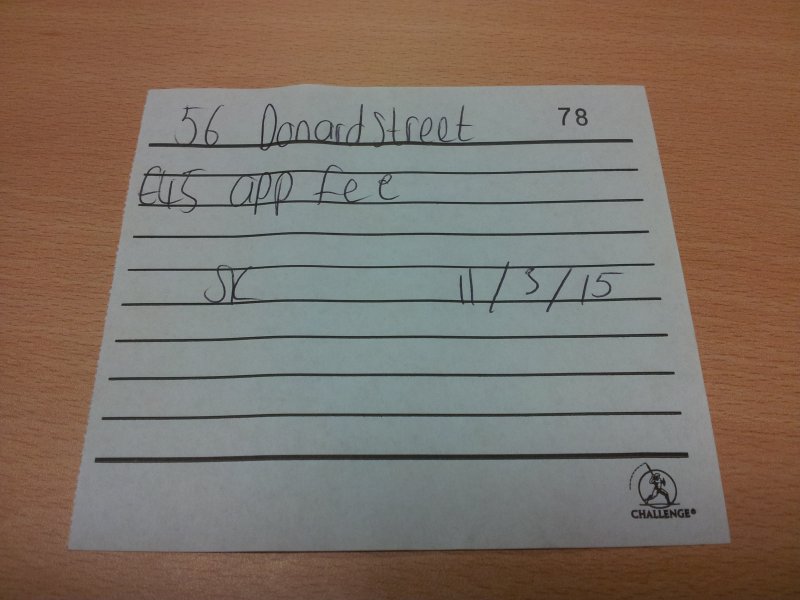 56 Donard Street 78
£45 app fee
SK 11/3/15
CHALLENGE®